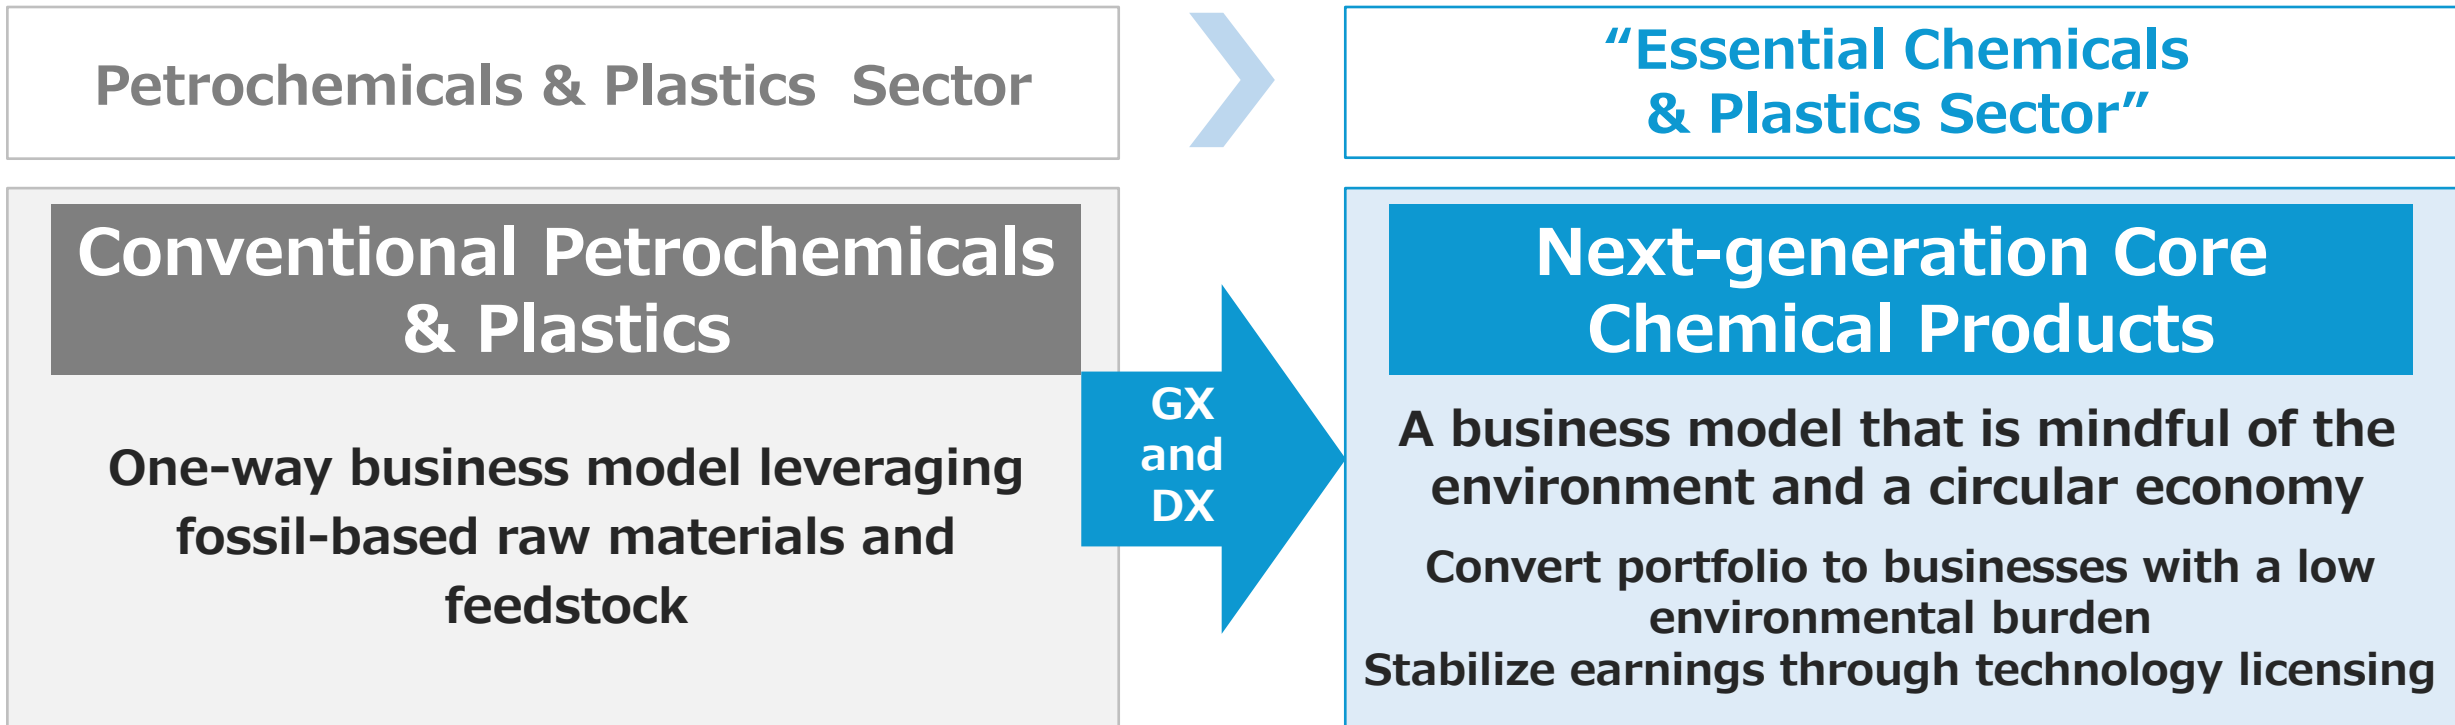 Petrochemicals & Plastics Sector
“Essential Chemicals
& Plastics Sector”
Conventional Petrochemicals
& Plastics
One-way business model leveraging
fossil-based raw materials and
feedstock
GX
and
DX
Next-generation Core
Chemical Products
A business model that is mindful of the
environment and a circular economy
Convert portfolio to businesses with a low
environmental burden
Stabilize earnings through technology licensing